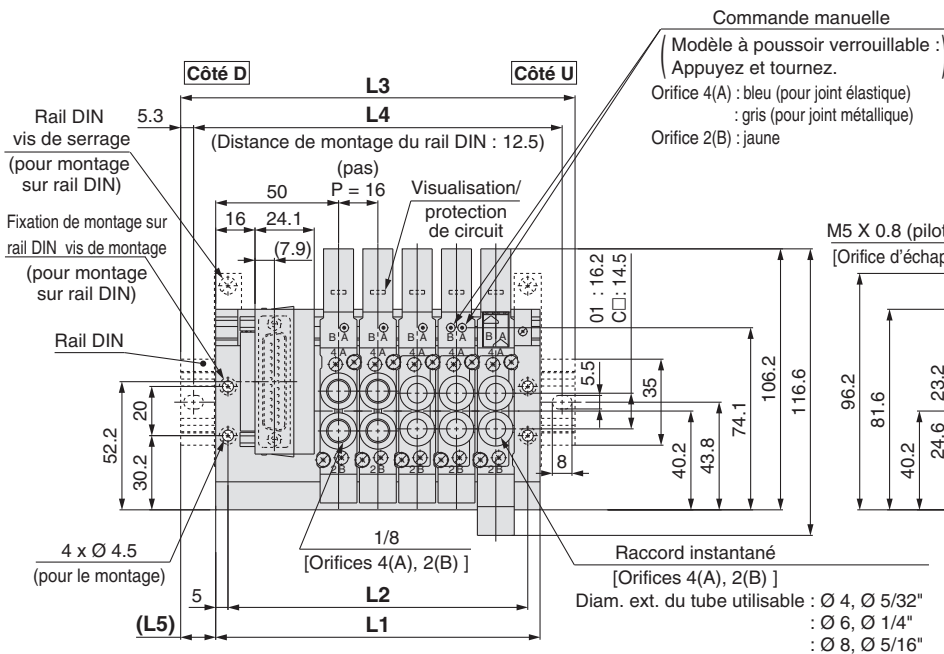 Commande manuelle
( Modèle à poussoir verrouillable :
Appuyez et tournez. )
Orifice 4(A) : bleu (pour joint élastique)
: gris (pour joint métallique)
Orifice 2(B) : jaune
Côté D
Côté U
L3
5.3
L4
(Distance de montage du rail DIN : 12.5)
Rail DIN
vis de serrage
(pour montage
sur rail DIN)
(pas)
P = 16
50
16
24.1
(7.9)
Visualisation/
protection
de circuit
Fixation de montage sur
rail DIN vis de montage
(pour montage
sur rail DIN)
Rail DIN
M5 X 0.8 (pilot
[Orifice d'échap
01 : 16.2
C□: 14.5
B A B A B A B A B A
4 A 4 A 4 A 4 A 4 A
2 B 2 B 2 B 2 B 2 B
52.2
20
30.2
5.5
35
8
40.2
43.8
74.1
106.2
116.6
96.2
81.6
40.2
23.2
24.6
4 x Ø 4.5
(pour le montage)
1/8
[Orifices 4(A), 2(B) ]
Raccord instantané
[Orifices 4(A), 2(B) ]
Diam. ext. du tube utilisable : Ø 4, Ø 5/32"
: Ø 6, Ø 1/4"
: Ø 8, Ø 5/16"
5
L2
(L5)
L1